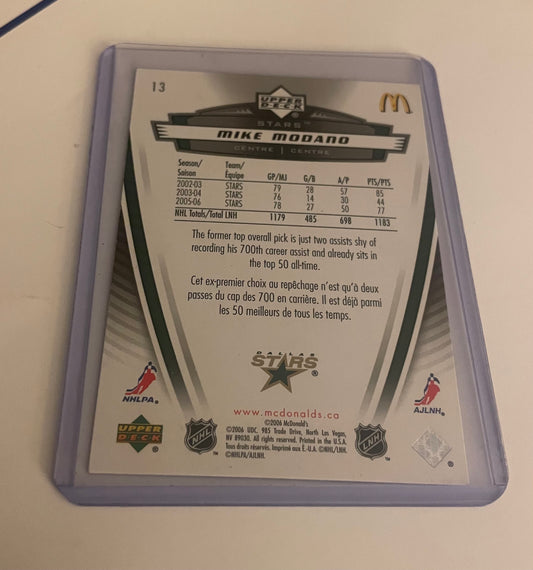 13
UPPER DECK
STARS™
MIKE MODANO
CENTRE | CENTRE
Season/ Saison Team/ Équipe GP/MJ G/B A/P PTS/PTS
2002-03 STARS 79 28 57 85
2003-04 STARS 76 14 30 44
2005-06 STARS 78 27 50 77
NHL Totals/Total LNH 1179 485 698 1183
The former top overall pick is just two assists shy of
recording his 700th career assist and already sits in
the top 50 all-time.
Cet ex-premier choix au repêchage n'est qu'à deux
passes du cap des 700 en carrière. Il est déjà parmi
les 50 meilleurs de tous les temps.
DALLAS
STARS®
NHLPA.
AJLNH.
www.mcdonalds.ca
©2006 McDonald's
©2006 UDC. 985 Trade Drive, North Las Vegas,
NV 89030. All rights reserved. Printed in the U.S.A.
Tous droits réservés. Imprimé aux É.-U. ©NHL/LNH.
©NHLPA/AJLNH.
UPPER DECK ®
NHL ™
LNH ™
®